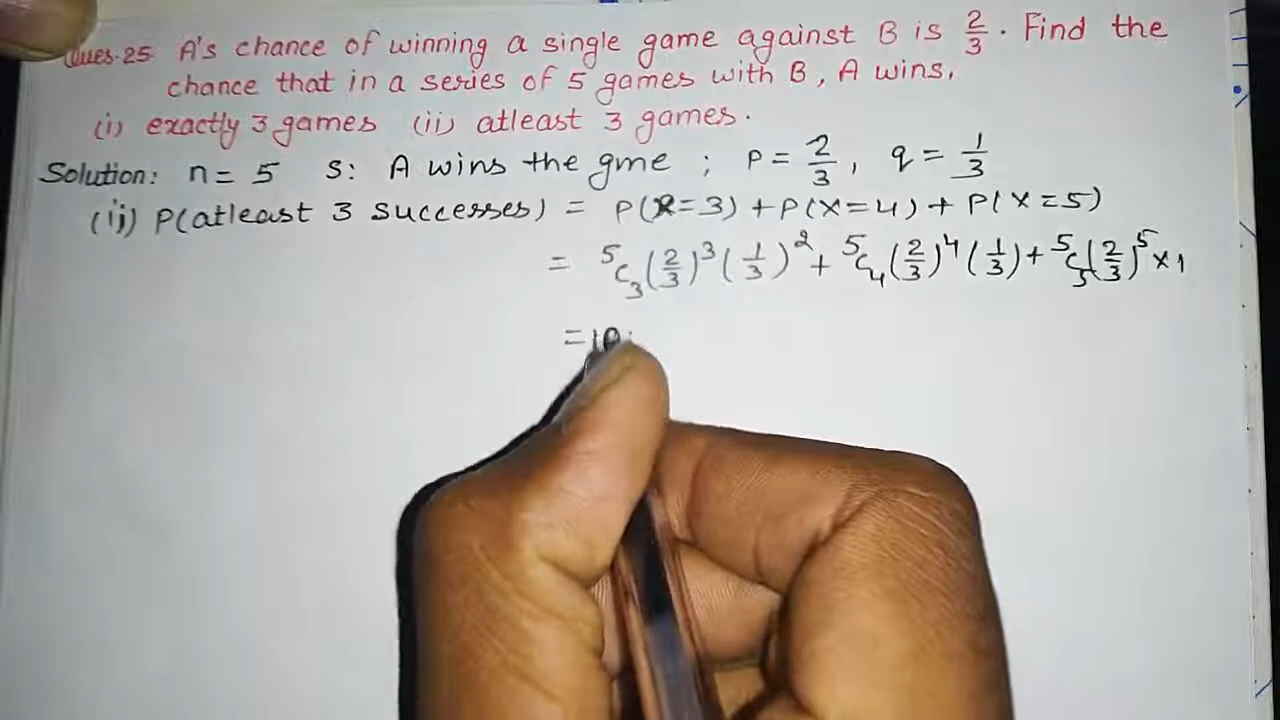 Ques.25 A's chance of winning a single game against B is 2/3. Find the
chance that in a series of 5 games with B, A wins,
(i) exactly 3 games (ii) atleast 3 games.
Solution: n = 5 S: A wins the gme ; P = 2/3, q = 1/3
(ii) P(atleast 3 successes) = P(X=3) + P(X=4) + P(X=5)
= ⁵C₃(2/3)³(1/3)² + ⁵C₄(2/3)⁴(1/3) + ⁵C₅(2/3)⁵×1
= 10